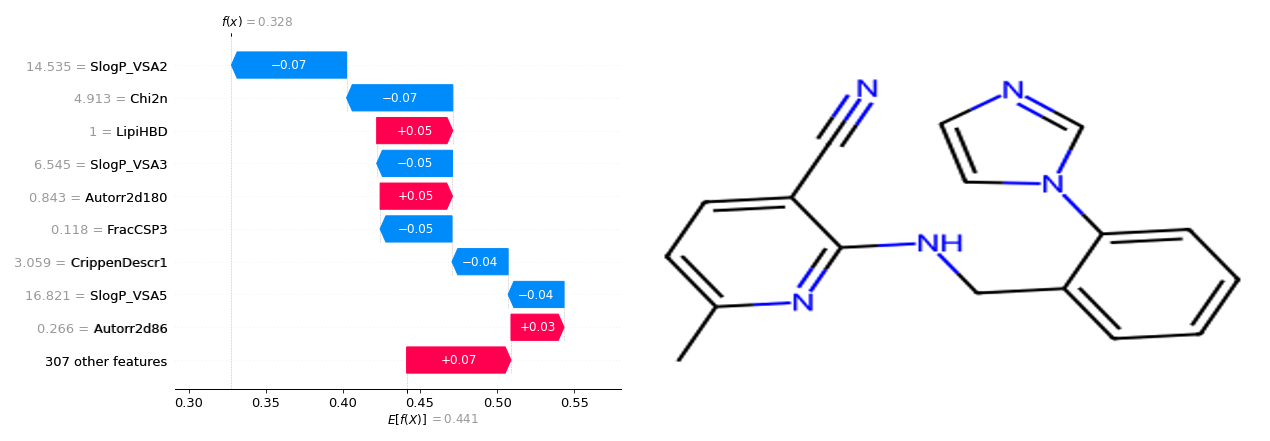 f(x) = 0.328
14.535 = SlogP_VSA2 −0.07
4.913 = Chi2n −0.07
1 = LipiHBD +0.05
6.545 = SlogP_VSA3 −0.05
0.843 = Autorr2d180 +0.05
0.118 = FracCSP3 −0.05
3.059 = CrippenDescr1 −0.04
16.821 = SlogP_VSA5 −0.04
0.266 = Autorr2d86 +0.03
307 other features +0.07
0.30 0.35 0.40 0.45 0.50 0.55
E[f(X)] = 0.441
N
N
N
NH
N